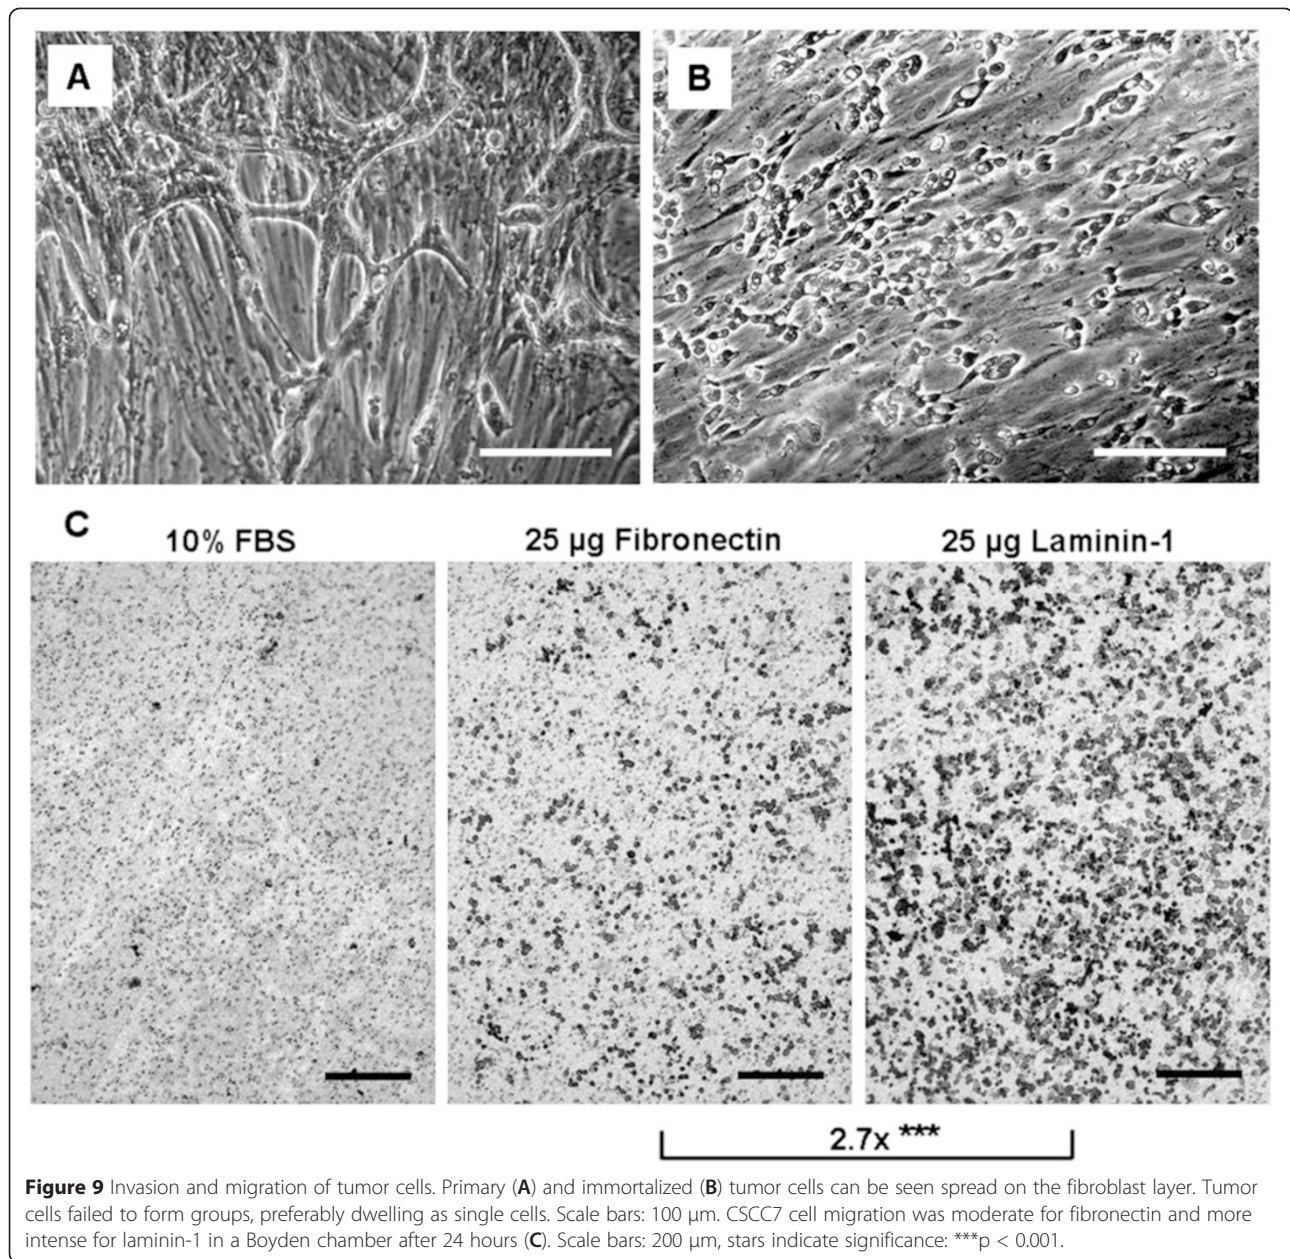 A
B
C
10% FBS
25 µg Fibronectin
25 µg Laminin-1
2.7x ***
Figure 9 Invasion and migration of tumor cells. Primary (A) and immortalized (B) tumor cells can be seen spread on the fibroblast layer. Tumor
cells failed to form groups, preferably dwelling as single cells. Scale bars: 100 µm. CSCC7 cell migration was moderate for fibronectin and more
intense for laminin-1 in a Boyden chamber after 24 hours (C). Scale bars: 200 µm, stars indicate significance: ***p < 0.001.